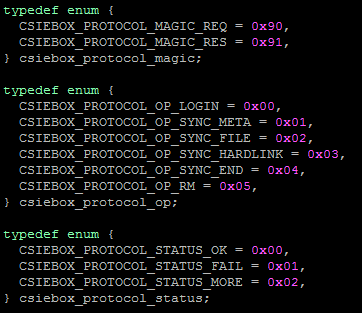 typedef enum {
  CSIEBOX_PROTOCOL_MAGIC_REQ = 0x90,
  CSIEBOX_PROTOCOL_MAGIC_RES = 0x91,
} csiebox_protocol_magic;

typedef enum {
  CSIEBOX_PROTOCOL_OP_LOGIN = 0x00,
  CSIEBOX_PROTOCOL_OP_SYNC_META = 0x01,
  CSIEBOX_PROTOCOL_OP_SYNC_FILE = 0x02,
  CSIEBOX_PROTOCOL_OP_SYNC_HARDLINK = 0x03,
  CSIEBOX_PROTOCOL_OP_SYNC_END = 0x04,
  CSIEBOX_PROTOCOL_OP_RM = 0x05,
} csiebox_protocol_op;

typedef enum {
  CSIEBOX_PROTOCOL_STATUS_OK = 0x00,
  CSIEBOX_PROTOCOL_STATUS_FAIL = 0x01,
  CSIEBOX_PROTOCOL_STATUS_MORE = 0x02,
} csiebox_protocol_status;